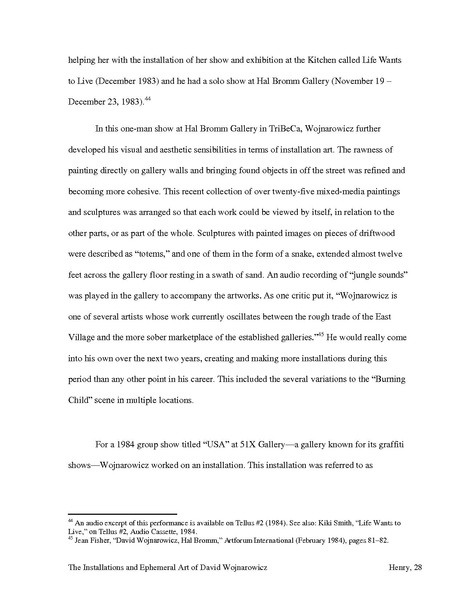 helping her with the installation of her show and exhibition at the Kitchen called Life Wants
to Live (December 1983) and he had a solo show at Hal Bromm Gallery (November 19 –
December 23, 1983).44
In this one-man show at Hal Bromm Gallery in TriBeCa, Wojnarowicz further
developed his visual and aesthetic sensibilities in terms of installation art. The rawness of
painting directly on gallery walls and bringing found objects in off the street was refined and
becoming more cohesive. This recent collection of over twenty-five mixed-media paintings
and sculptures was arranged so that each work could be viewed by itself, in relation to the
other parts, or as part of the whole. Sculptures with painted images on pieces of driftwood
were described as “totems,” and one of them in the form of a snake, extended almost twelve
feet across the gallery floor resting in a swath of sand. An audio recording of “jungle sounds”
was played in the gallery to accompany the artworks. As one critic put it, “Wojnarowicz is
one of several artists whose work currently oscillates between the rough trade of the East
Village and the more sober marketplace of the established galleries.”45 He would really come
into his own over the next two years, creating and making more installations during this
period than any other point in his career. This included the several variations to the “Burning
Child” scene in multiple locations.
For a 1984 group show titled “USA” at 51X Gallery—a gallery known for its graffiti
shows—Wojnarowicz worked on an installation. This installation was referred to as
44 An audio excerpt of this performance is available on Tellus #2 (1984). See also: Kiki Smith, “Life Wants to
Live,” on Tellus #2, Audio Cassette, 1984.
45 Jean Fisher, “David Wojnarowicz, Hal Bromm,” Artforum International (February 1984), pages 81–82.
The Installations and Ephemeral Art of David Wojnarowicz
Henry, 28